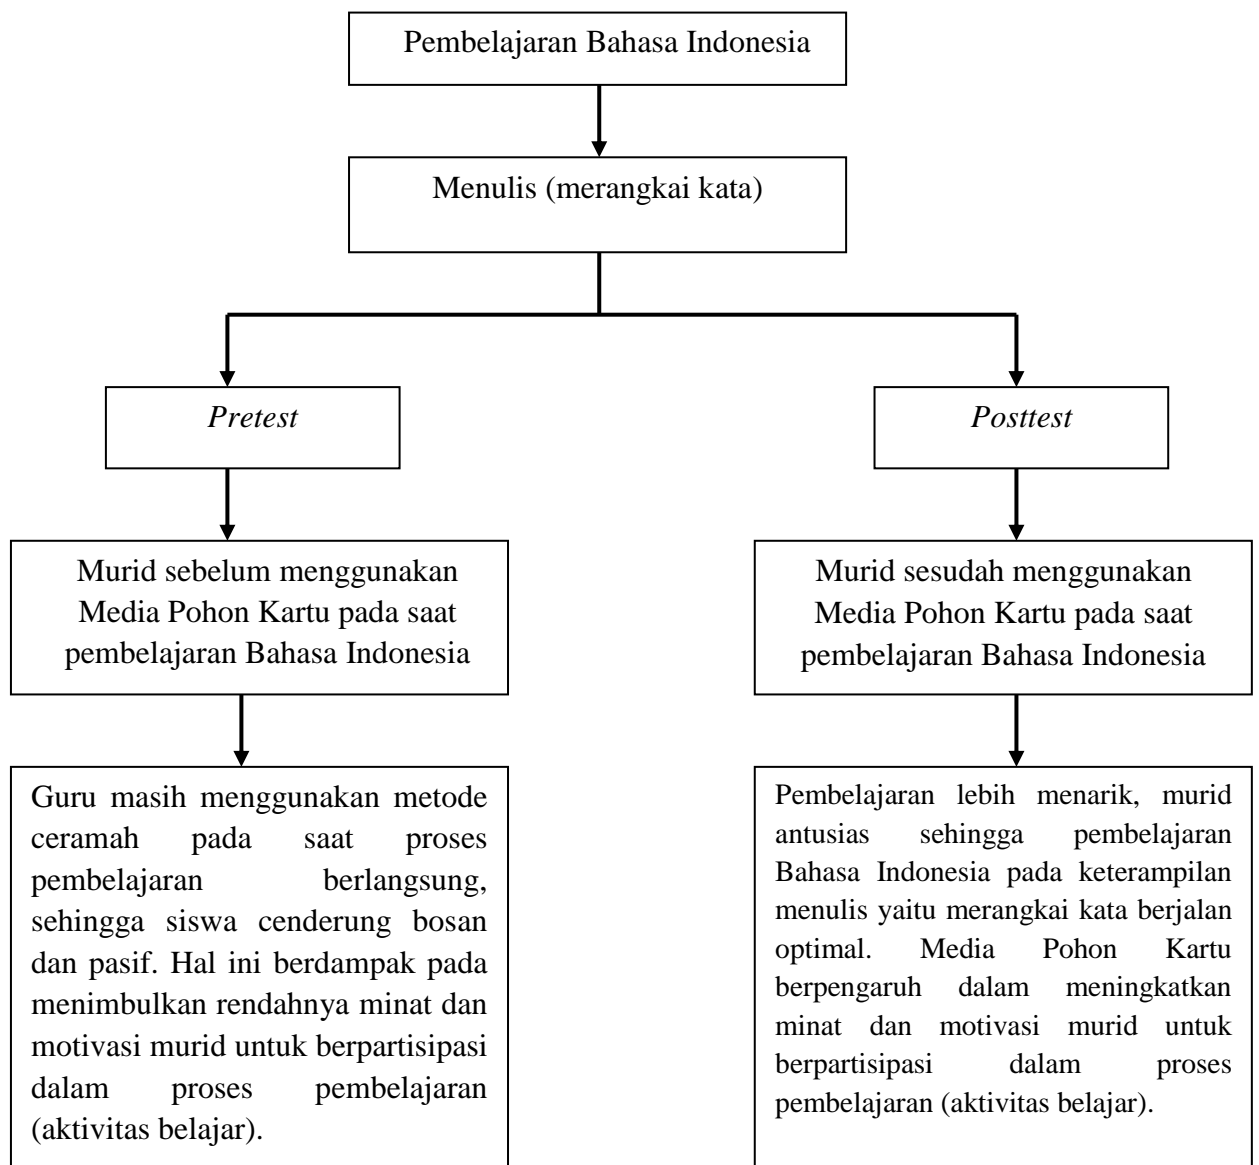 Pembelajaran Bahasa Indonesia
Menulis (merangkai kata)
Pretest
Posttest
Murid sebelum menggunakan
Media Pohon Kartu pada saat
pembelajaran Bahasa Indonesia
Murid sesudah menggunakan
Media Pohon Kartu pada saat
pembelajaran Bahasa Indonesia
Guru masih menggunakan metode
ceramah pada saat proses
pembelajaran berlangsung,
sehingga siswa cenderung bosan
dan pasif. Hal ini berdampak pada
menimbulkan rendahnya minat dan
motivasi murid untuk berpartisipasi
dalam proses pembelajaran
(aktivitas belajar).
Pembelajaran lebih menarik, murid
antusias sehingga pembelajaran
Bahasa Indonesia pada keterampilan
menulis yaitu merangkai kata berjalan
optimal. Media Pohon Kartu
berpengaruh dalam meningkatkan
minat dan motivasi murid untuk
berpartisipasi dalam proses
pembelajaran (aktivitas belajar).